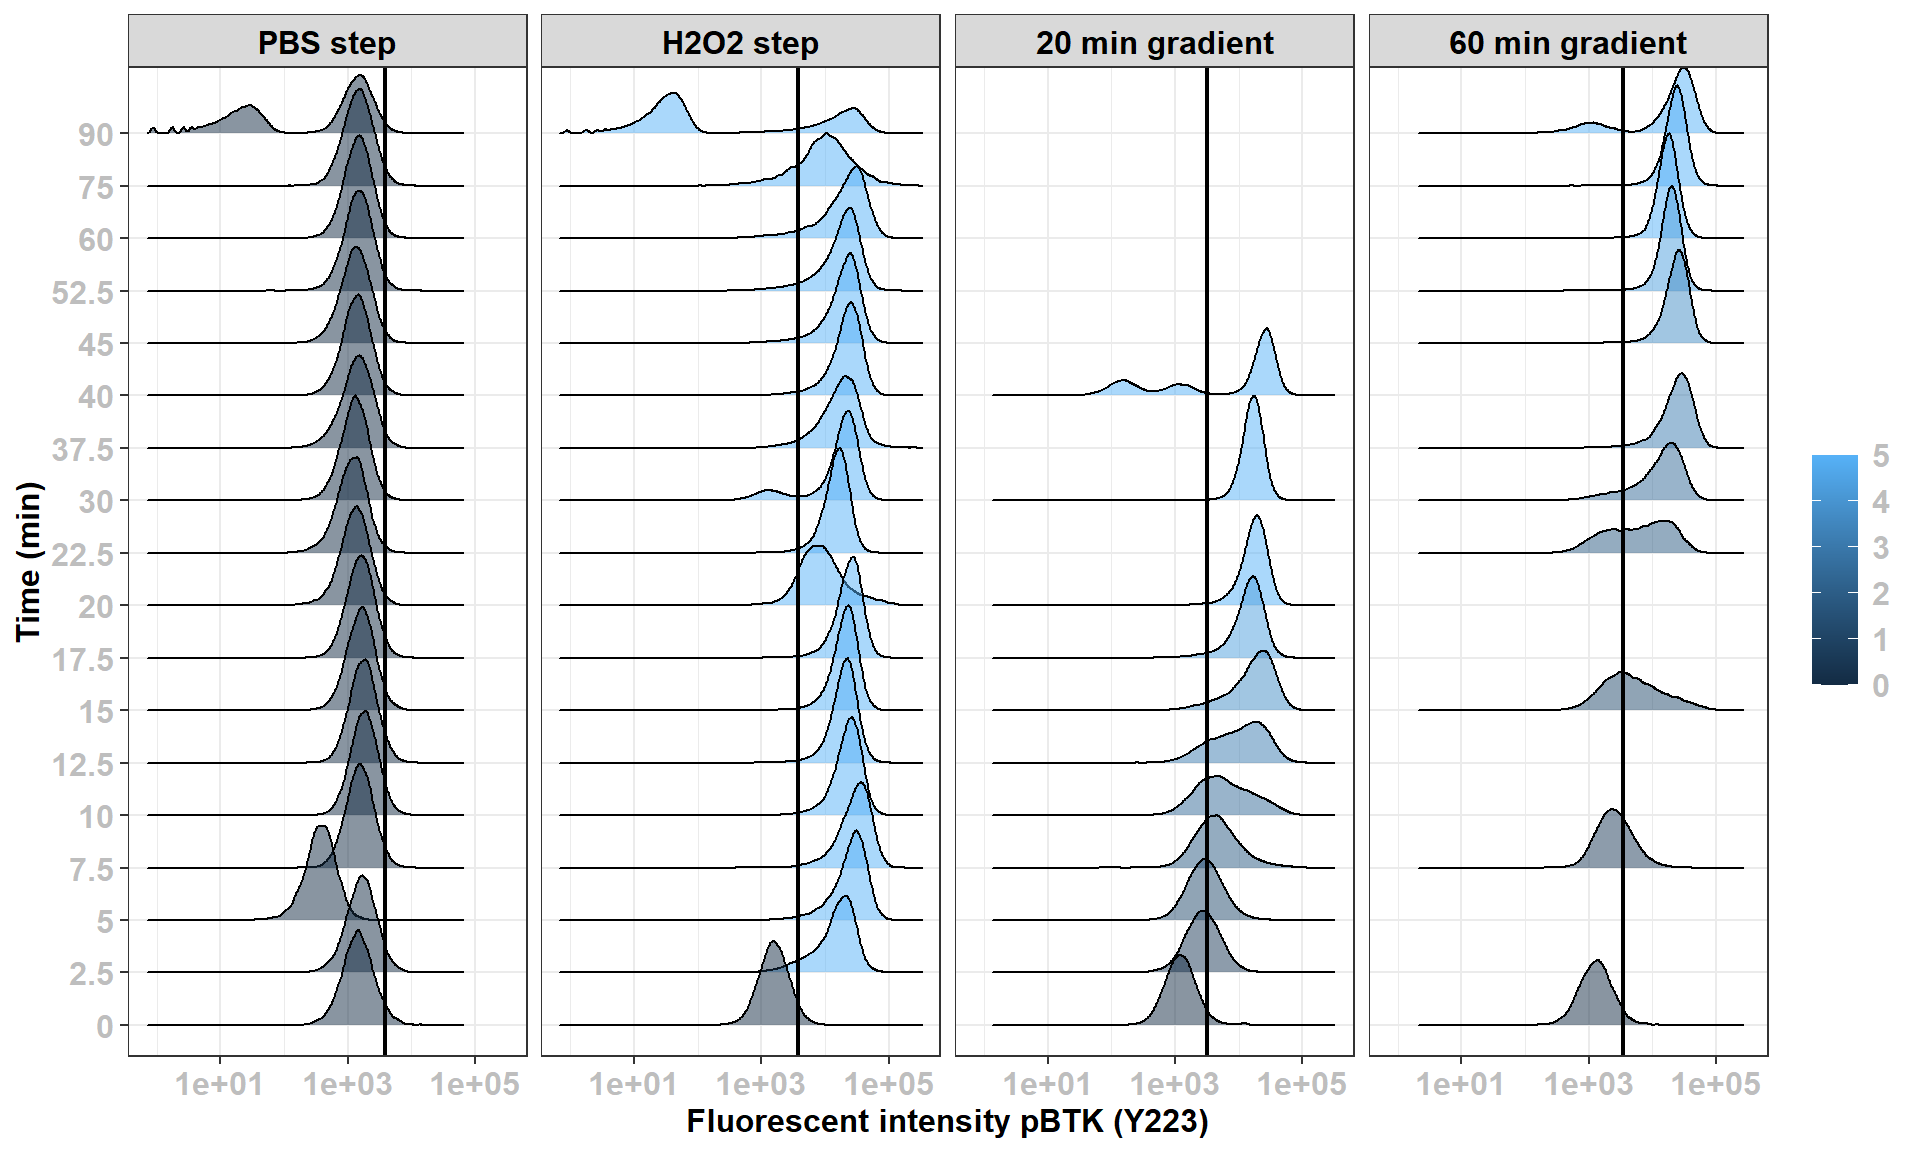 PBS step
H2O2 step
20 min gradient
60 min gradient
Time (min)
90
75
60
52.5
45
40
37.5
30
22.5
20
17.5
15
12.5
10
7.5
5
2.5
0
1e+01 1e+03 1e+05
1e+01 1e+03 1e+05
1e+01 1e+03 1e+05
1e+01 1e+03 1e+05
Fluorescent intensity pBTK (Y223)
5
4
3
2
1
0